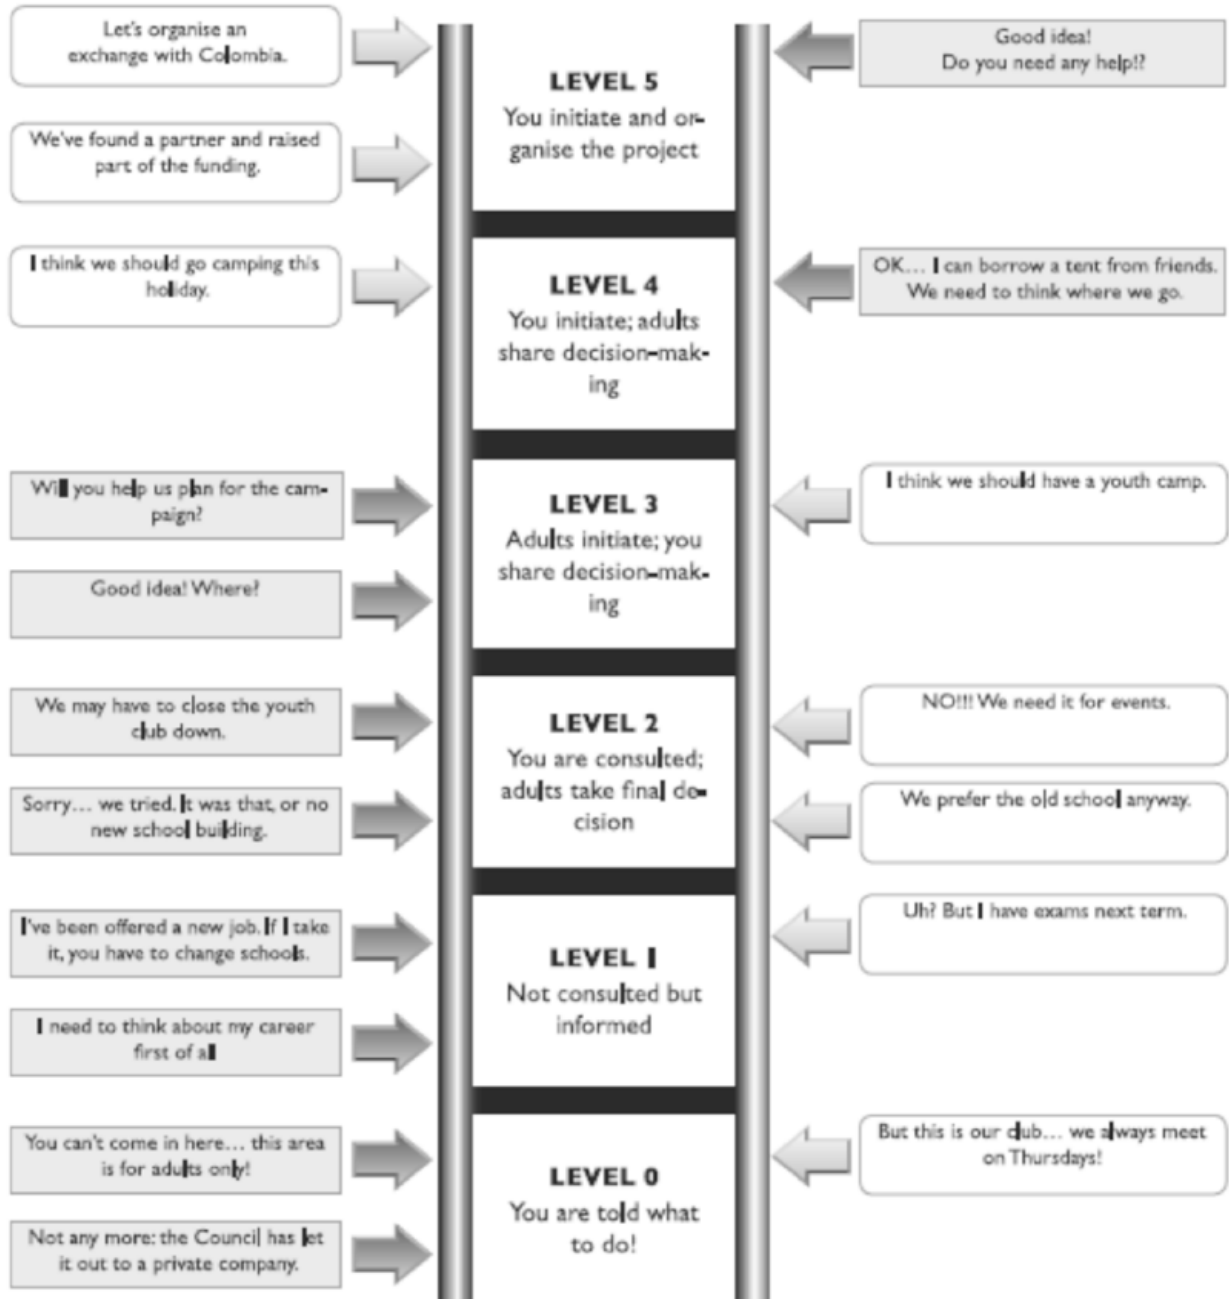 Let's organise an
exchange with Colombia.
Good idea!
Do you need any help!?
LEVEL 5
You initiate and or-
ganise the project
We've found a partner and raised
part of the funding.
I think we should go camping this
holiday.
OK... I can borrow a tent from friends.
We need to think where we go.
LEVEL 4
You initiate; adults
share decision-mak-
ing
Will you help us plan for the cam-
paign?
I think we should have a youth camp.
LEVEL 3
Adults initiate; you
share decision-mak-
ing
Good idea! Where?
We may have to close the youth
club down.
NO!!! We need it for events.
LEVEL 2
You are consulted;
adults take final de-
cision
Sorry... we tried. It was that, or no
new school building.
We prefer the old school anyway.
I've been offered a new job. If I take
it, you have to change schools.
Uh? But I have exams next term.
LEVEL I
Not consulted but
informed
I need to think about my career
first of all
You can't come in here... this area
is for adults only!
But this is our club... we always meet
on Thursdays!
LEVEL 0
You are told what
to do!
Not any more: the Council has let
it out to a private company.